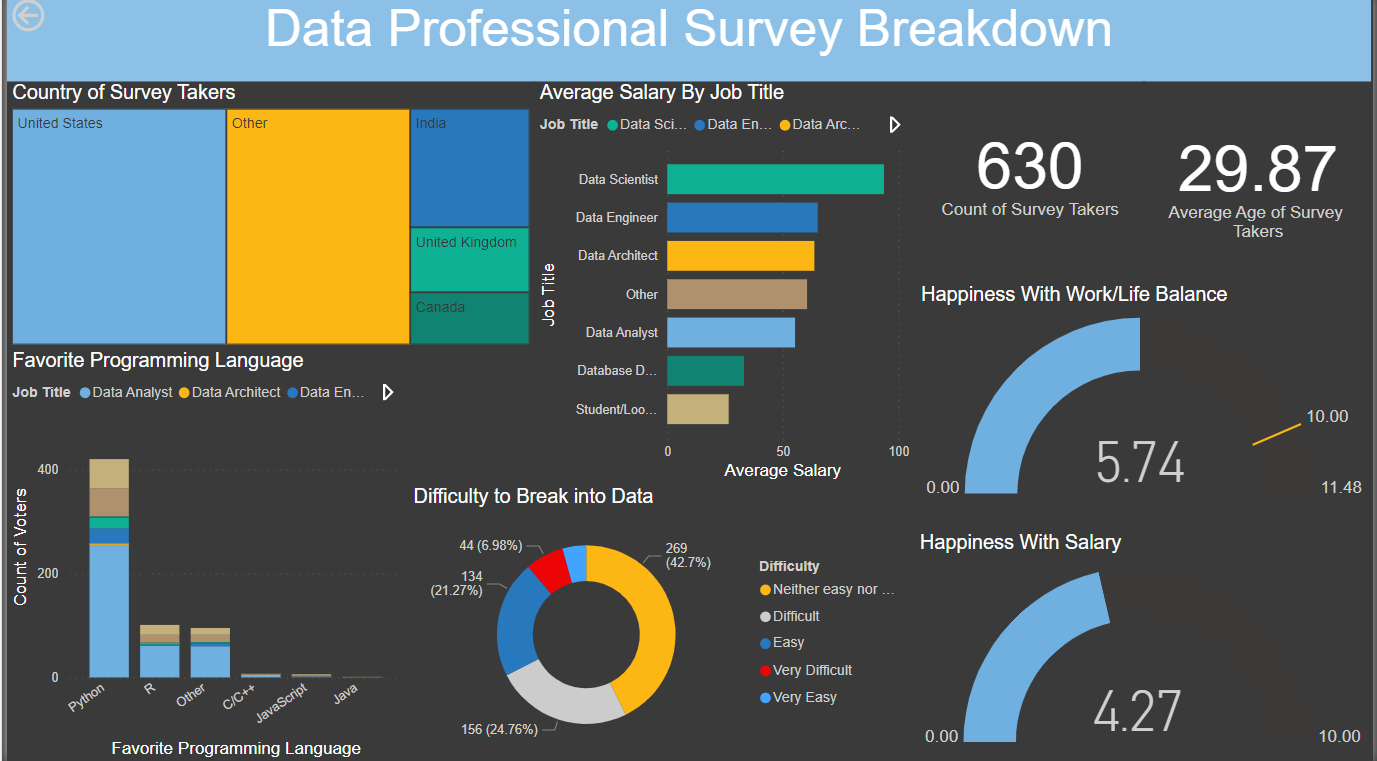 Data Professional Survey Breakdown
Country of Survey Takers
United States
Other
India
United Kingdom
Canada
Average Salary By Job Title
Job Title Data Sci... Data En... Data Arc...
Job Title
Data Scientist
Data Engineer
Data Architect
Other
Data Analyst
Database D...
Student/Loo...
0 50 100
Average Salary
630
Count of Survey Takers
29.87
Average Age of Survey
Takers
Favorite Programming Language
Job Title Data Analyst Data Architect Data En...
Count of Voters
400
200
0
Python R Other C/C++ JavaScript Java
Favorite Programming Language
Difficulty to Break into Data
44 (6.98%)
134
(21.27%)
269
(42.7%)
156 (24.76%)
Difficulty
Neither easy nor ...
Difficult
Easy
Very Difficult
Very Easy
Happiness With Work/Life Balance
10.00
5.74
0.00 11.48
Happiness With Salary
4.27
0.00 10.00